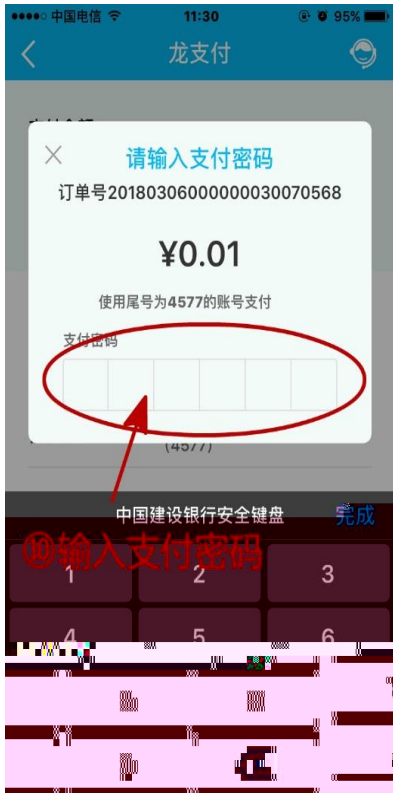 中国电信 11:30 95%
龙支付
请输入支付密码
订单号20180306000000030070568
¥0.01
使用尾号为4577的账号支付
支付密码
(4577)
中国建设银行安全键盘 完成
⑩输入支付密码
1 2 3
4 5 6